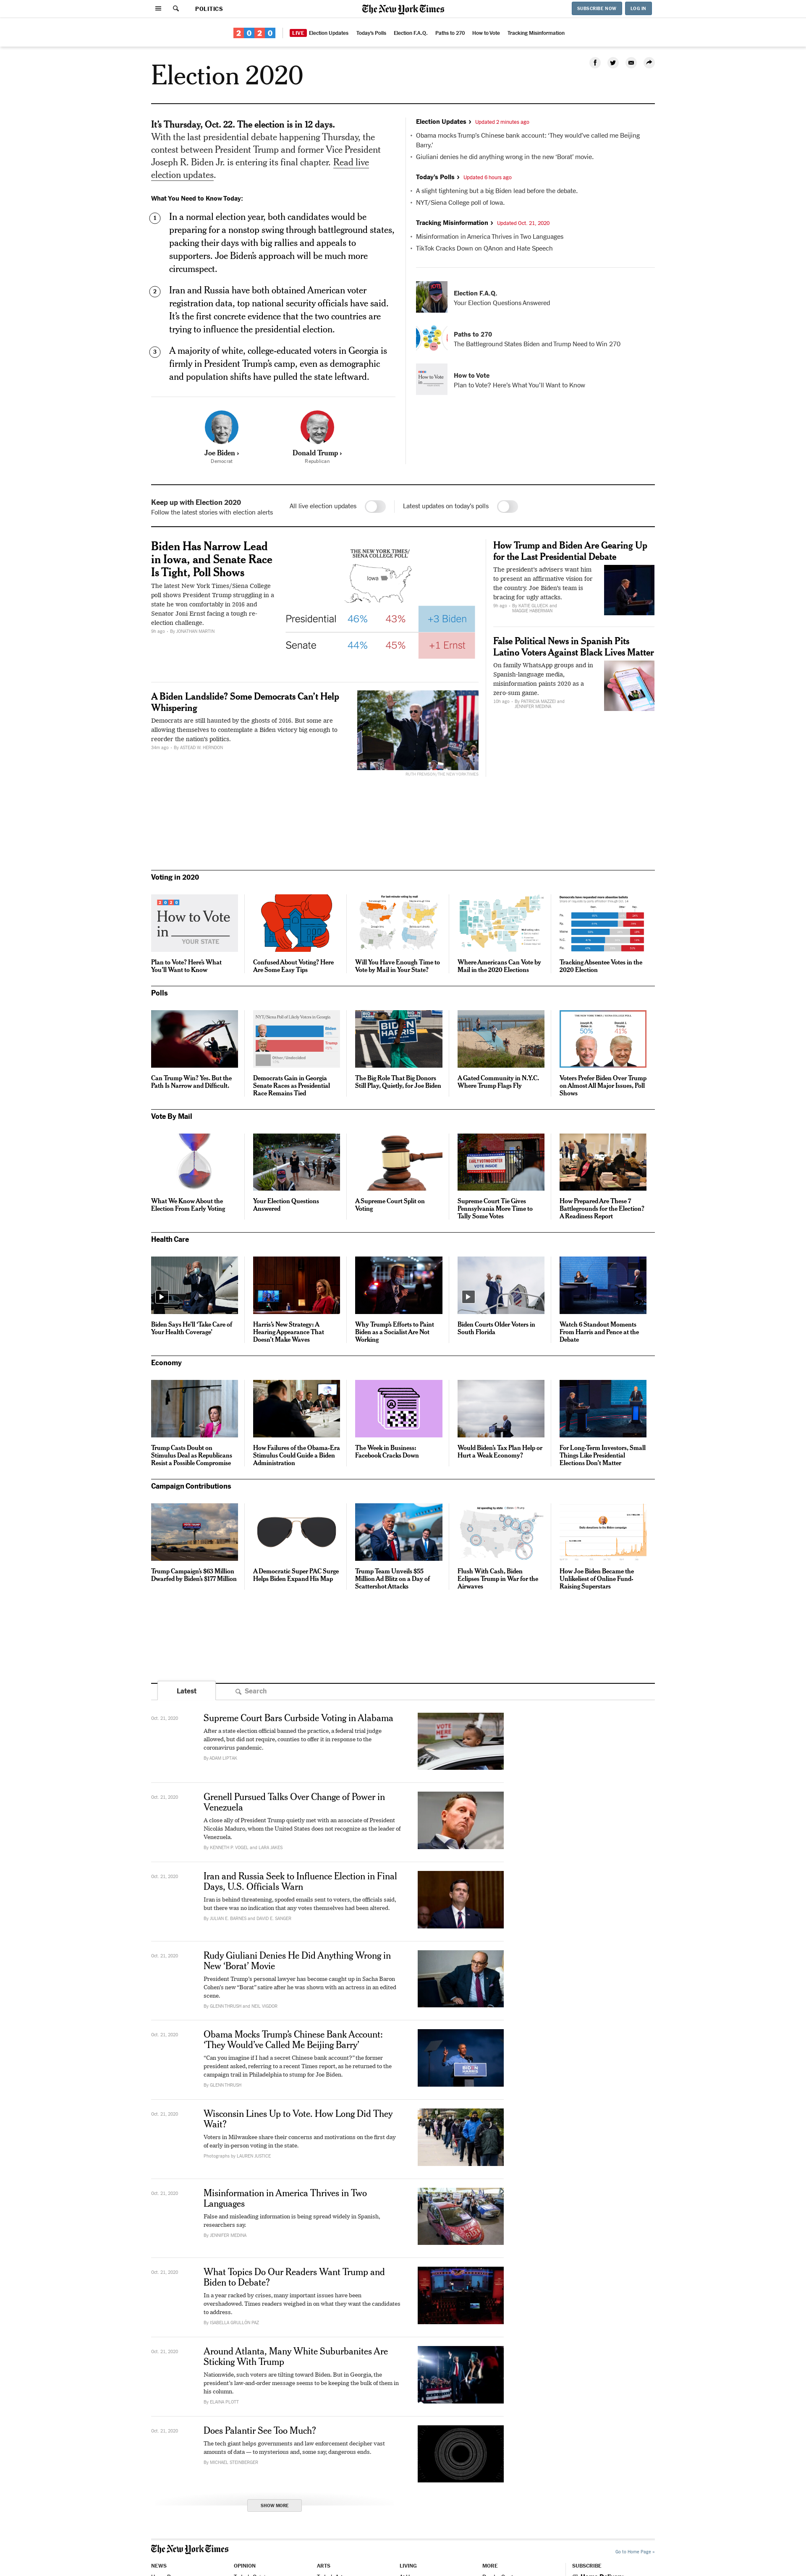 POLITICS
The New York Times
SUBSCRIBE NOW
LOG IN
2020
LIVE Election Updates
Today's Polls
Election F.A.Q.
Paths to 270
How to Vote
Tracking Misinformation
Election 2020
It's Thursday, Oct. 22. The election is in 12 days.
With the last presidential debate happening Thursday, the
contest between President Trump and former Vice President
Joseph R. Biden Jr. is entering its final chapter. Read live
election updates.
What You Need to Know Today:
1
In a normal election year, both candidates would be
preparing for a nonstop swing through battleground states,
packing their days with big rallies and appeals to
supporters. Joe Biden's approach will be much more
circumspect.
2
Iran and Russia have both obtained American voter
registration data, top national security officials have said.
It's the first concrete evidence that the two countries are
trying to influence the presidential election.
3
A majority of white, college-educated voters in Georgia is
firmly in President Trump's camp, even as demographic
and population shifts have pulled the state leftward.
Joe Biden ›
Democrat
Donald Trump ›
Republican
Election Updates › Updated 2 minutes ago
• Obama mocks Trump's Chinese bank account: 'They would've called me Beijing
Barry.'
• Giuliani denies he did anything wrong in the new 'Borat' movie.
Today's Polls › Updated 6 hours ago
• A slight tightening but a big Biden lead before the debate.
• NYT/Siena College poll of Iowa.
Tracking Misinformation › Updated Oct. 21, 2020
• Misinformation in America Thrives in Two Languages
• TikTok Cracks Down on QAnon and Hate Speech
Election F.A.Q.
Your Election Questions Answered
Paths to 270
The Battleground States Biden and Trump Need to Win 270
How to Vote
How to Vote
Plan to Vote? Here's What You'll Want to Know
Keep up with Election 2020
Follow the latest stories with election alerts
All live election updates
Latest updates on today's polls
Biden Has Narrow Lead
in Iowa, and Senate Race
Is Tight, Poll Shows
The latest New York Times/Siena College
poll shows President Trump struggling in a
state he won comfortably in 2016 and
Senator Joni Ernst facing a tough re-
election challenge.
9h ago · By JONATHAN MARTIN
THE NEW YORK TIMES/
SIENA COLLEGE POLL
Iowa
Presidential 46% 43% +3 Biden
Senate 44% 45% +1 Ernst
A Biden Landslide? Some Democrats Can't Help
Whispering
Democrats are still haunted by the ghosts of 2016. But some are
allowing themselves to contemplate a Biden victory big enough to
reorder the nation's politics.
By ASTEAD W. HERNDON
RUTH FREMSON/THE NEW YORK TIMES
How Trump and Biden Are Gearing Up
for the Last Presidential Debate
The president's advisers want him
to present an affirmative vision for
the country. Joe Biden's team is
bracing for ugly attacks.
By KATIE GLUECK and
MAGGIE HABERMAN
False Political News in Spanish Pits
Latino Voters Against Black Lives Matter
On family WhatsApp groups and in
Spanish-language media,
misinformation paints 2020 as a
zero-sum game.
10h ago · By PATRICIA MAZZEI and
JENNIFER MEDINA
Voting in 2020
2020
How to Vote
in
YOUR STATE
Plan to Vote? Here's What
You'll Want to Know
Confused About Voting? Here
Are Some Easy Tips
Will You Have Enough Time to
Vote by Mail in Your State?
Where Americans Can Vote by
Mail in the 2020 Elections
Tracking Absentee Votes in the
2020 Election
Polls
NYT/Siena Poll of Likely Voters in Georgia
Can Trump Win? Yes. But the
Path Is Narrow and Difficult.
Democrats Gain in Georgia
Senate Races as Presidential
Race Remains Tied
BIDEN
HARRIS
The Big Role That Big Donors
Still Play, Quietly, for Joe Biden
A Gated Community in N.Y.C.
Where Trump Flags Fly
50%
41%
Voters Prefer Biden Over Trump
on Almost All Major Issues, Poll
Shows
Vote By Mail
What We Know About the
Election From Early Voting
Your Election Questions
Answered
A Supreme Court Split on
Voting
Supreme Court Tie Gives
Pennsylvania More Time to
Tally Some Votes
How Prepared Are These 7
Battlegrounds for the Election?
A Readiness Report
Health Care
Biden Says He'll 'Take Care of
Your Health Coverage'
Harris's New Strategy: A
Hearing Appearance That
Doesn't Make Waves
Why Trump's Efforts to Paint
Biden as a Socialist Are Not
Working
Biden Courts Older Voters in
South Florida
Watch 6 Standout Moments
From Harris and Pence at the
Debate
Economy
Trump Casts Doubt on
Stimulus Deal as Republicans
Resist a Possible Compromise
How Failures of the Obama-Era
Stimulus Could Guide a Biden
Administration
The Week in Business:
Facebook Cracks Down
Would Biden's Tax Plan Help or
Hurt a Weak Economy?
For Long-Term Investors, Small
Things Like Presidential
Elections Don't Matter
Campaign Contributions
Trump Campaign's $63 Million
Dwarfed by Biden's $177 Million
A Democratic Super PAC Surge
Helps Biden Expand His Map
Trump Team Unveils $55
Million Ad Blitz on a Day of
Scattershot Attacks
Flush With Cash, Biden
Eclipses Trump in War for the
Airwaves
How Joe Biden Became the
Unlikeliest of Online Fund-
Raising Superstars
Latest
Search
Oct. 21, 2020
Supreme Court Bars Curbside Voting in Alabama
After a state election official banned the practice, a federal trial judge
allowed, but did not require, counties to offer it in response to the
coronavirus pandemic.
By ADAM LIPTAK
VOTE
HERE
Oct. 21, 2020
Grenell Pursued Talks Over Change of Power in
Venezuela
A close ally of President Trump quietly met with an associate of President
Nicolás Maduro, whom the United States does not recognize as the leader of
Venezuela.
By KENNETH P. VOGEL and LARA JAKES
Oct. 21, 2020
Iran and Russia Seek to Influence Election in Final
Days, U.S. Officials Warn
Iran is behind threatening, spoofed emails sent to voters, the officials said,
but there was no indication that any votes themselves had been altered.
By JULIAN E. BARNES and DAVID E. SANGER
Oct. 21, 2020
Rudy Giuliani Denies He Did Anything Wrong in
New 'Borat' Movie
President Trump's personal lawyer has become caught up in Sacha Baron
Cohen's new "Borat" satire after he was shown with an actress in an edited
scene.
By GLENN THRUSH and NEIL VIGDOR
Oct. 21, 2020
Obama Mocks Trump's Chinese Bank Account:
'They Would've Called Me Beijing Barry'
"Can you imagine if I had a secret Chinese bank account?" the former
president asked, referring to a recent Times report, as he returned to the
campaign trail in Philadelphia to stump for Joe Biden.
By GLENN THRUSH
Oct. 21, 2020
Wisconsin Lines Up to Vote. How Long Did They
Wait?
Voters in Milwaukee share their concerns and motivations on the first day
of early in-person voting in the state.
Photographs by LAUREN JUSTICE
Oct. 21, 2020
Misinformation in America Thrives in Two
Languages
False and misleading information is being spread widely in Spanish,
researchers say.
By JENNIFER MEDINA
Oct. 21, 2020
What Topics Do Our Readers Want Trump and
Biden to Debate?
In a year racked by crises, many important issues have been
overshadowed. Times readers weighed in on what they want the candidates
to address.
By ISABELLA GRULLÓN PAZ
Oct. 21, 2020
Around Atlanta, Many White Suburbanites Are
Sticking With Trump
Nationwide, such voters are tilting toward Biden. But in Georgia, the
president's law-and-order message seems to be keeping the bulk of them in
his column.
By ELAINA PLOTT
Oct. 21, 2020
Does Palantir See Too Much?
The tech giant helps governments and law enforcement decipher vast
amounts of data — to mysterious and, some say, dangerous ends.
By MICHAEL STEINBERGER
SHOW MORE
The New York Times
Go to Home Page »
NEWS
OPINION
ARTS
LIVING
MORE
SUBSCRIBE